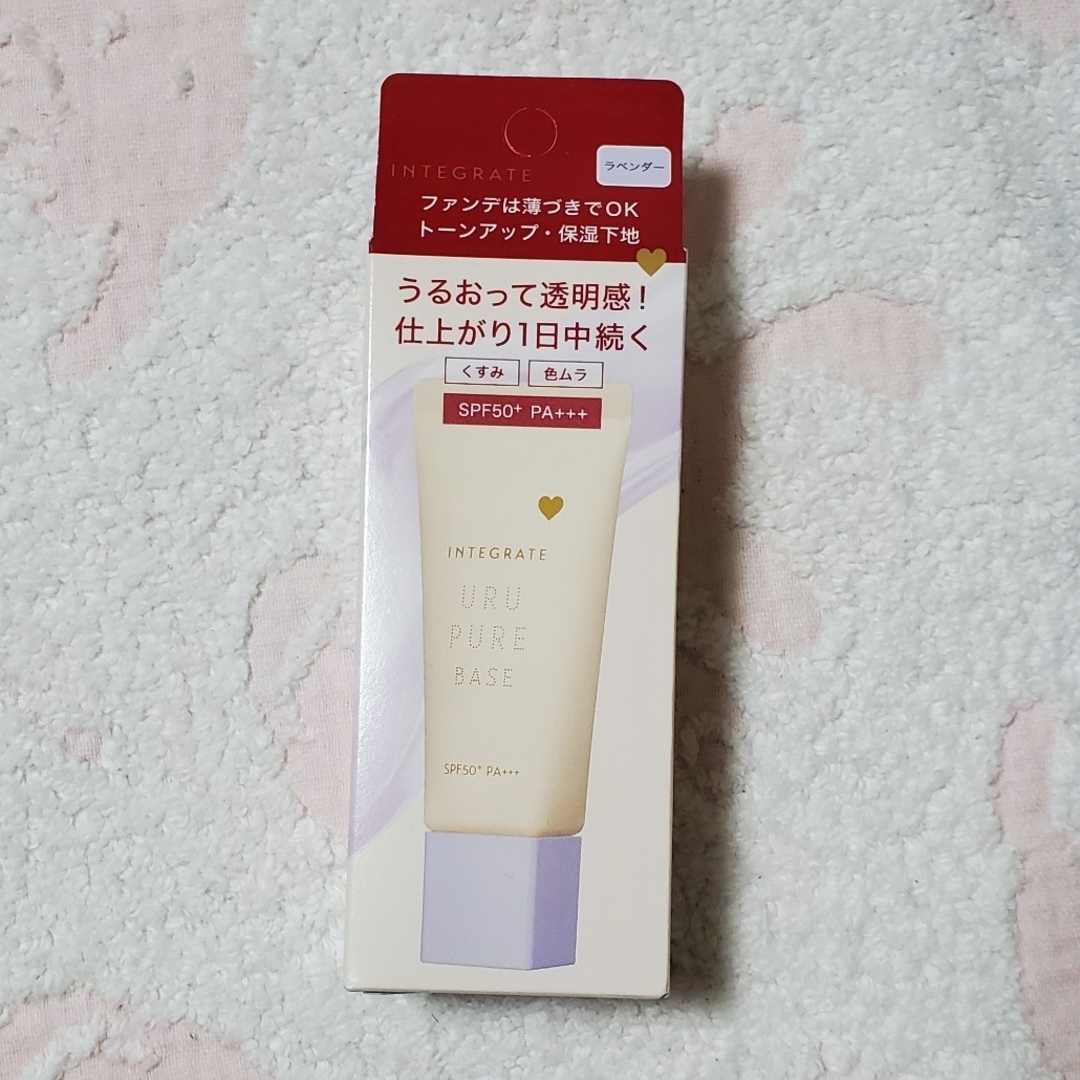 INTEGRATE
ラベンダー
ファンデは薄づきでOK
トーンアップ・保湿下地
うるおって透明感!
仕上がり1日中続く
くすみ 色ムラ
SPF50+ PA+++
INTEGRATE
URU
PURE
BASE
SPF50+ PA+++